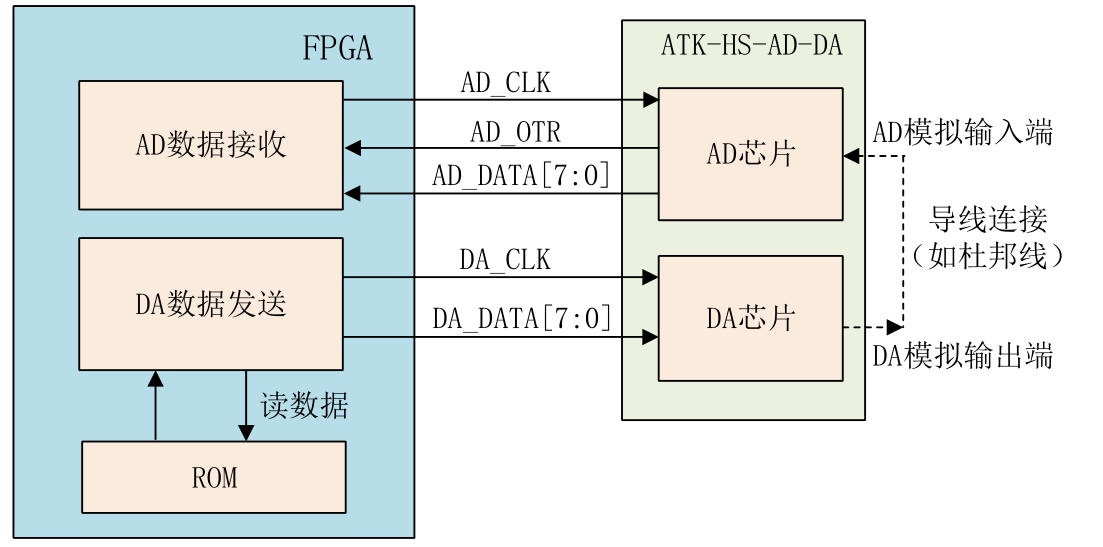 FPGA
ATK-HS-AD-DA
AD数据接收
AD_CLK
AD_OTR
AD_DATA[7:0]
AD芯片
AD模拟输入端
导线连接
（如杜邦线）
DA数据发送
DA_CLK
DA_DATA[7:0]
DA芯片
DA模拟输出端
读数据
ROM